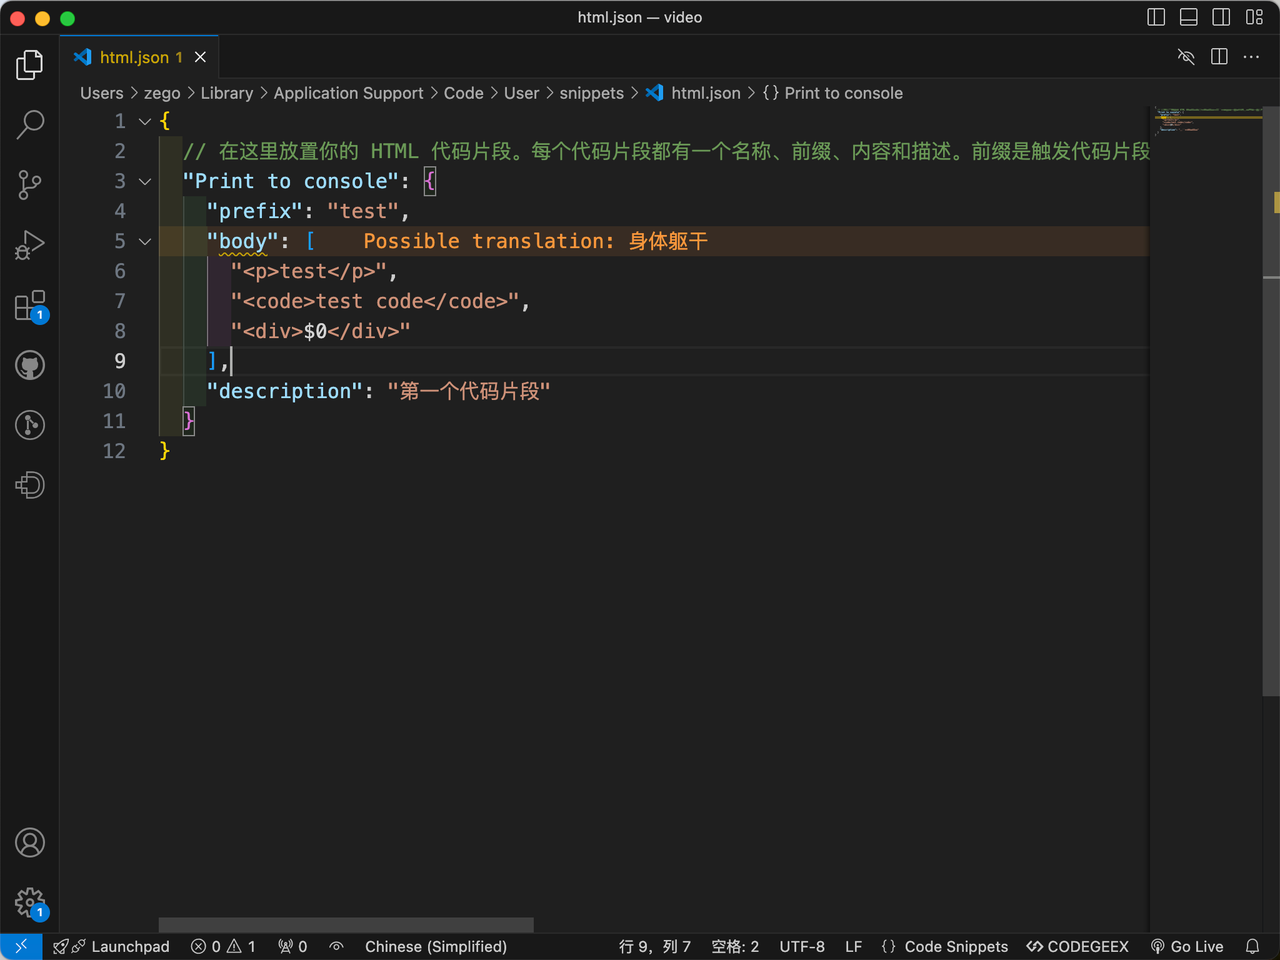 html.json — video
html.json 1
Users > zego > Library > Application Support > Code > User > snippets > html.json > {} Print to console
1 {
2 // 在这里放置你的 HTML 代码片段。每个代码片段都有一个名称、前缀、内容和描述。前缀是触发代码片段
3 "Print to console": {
4 "prefix": "test",
5 "body": [ Possible translation: 身体躯干
6 "<p>test</p>",
7 "<code>test code</code>",
8 "<div>$0</div>"
9 ],
10 "description": "第一个代码片段"
11 }
12 }
1
1
Launchpad 0 1 0 Chinese (Simplified) 行 9，列 7 空格: 2 UTF-8 LF {} Code Snippets CODEGEEX Go Live